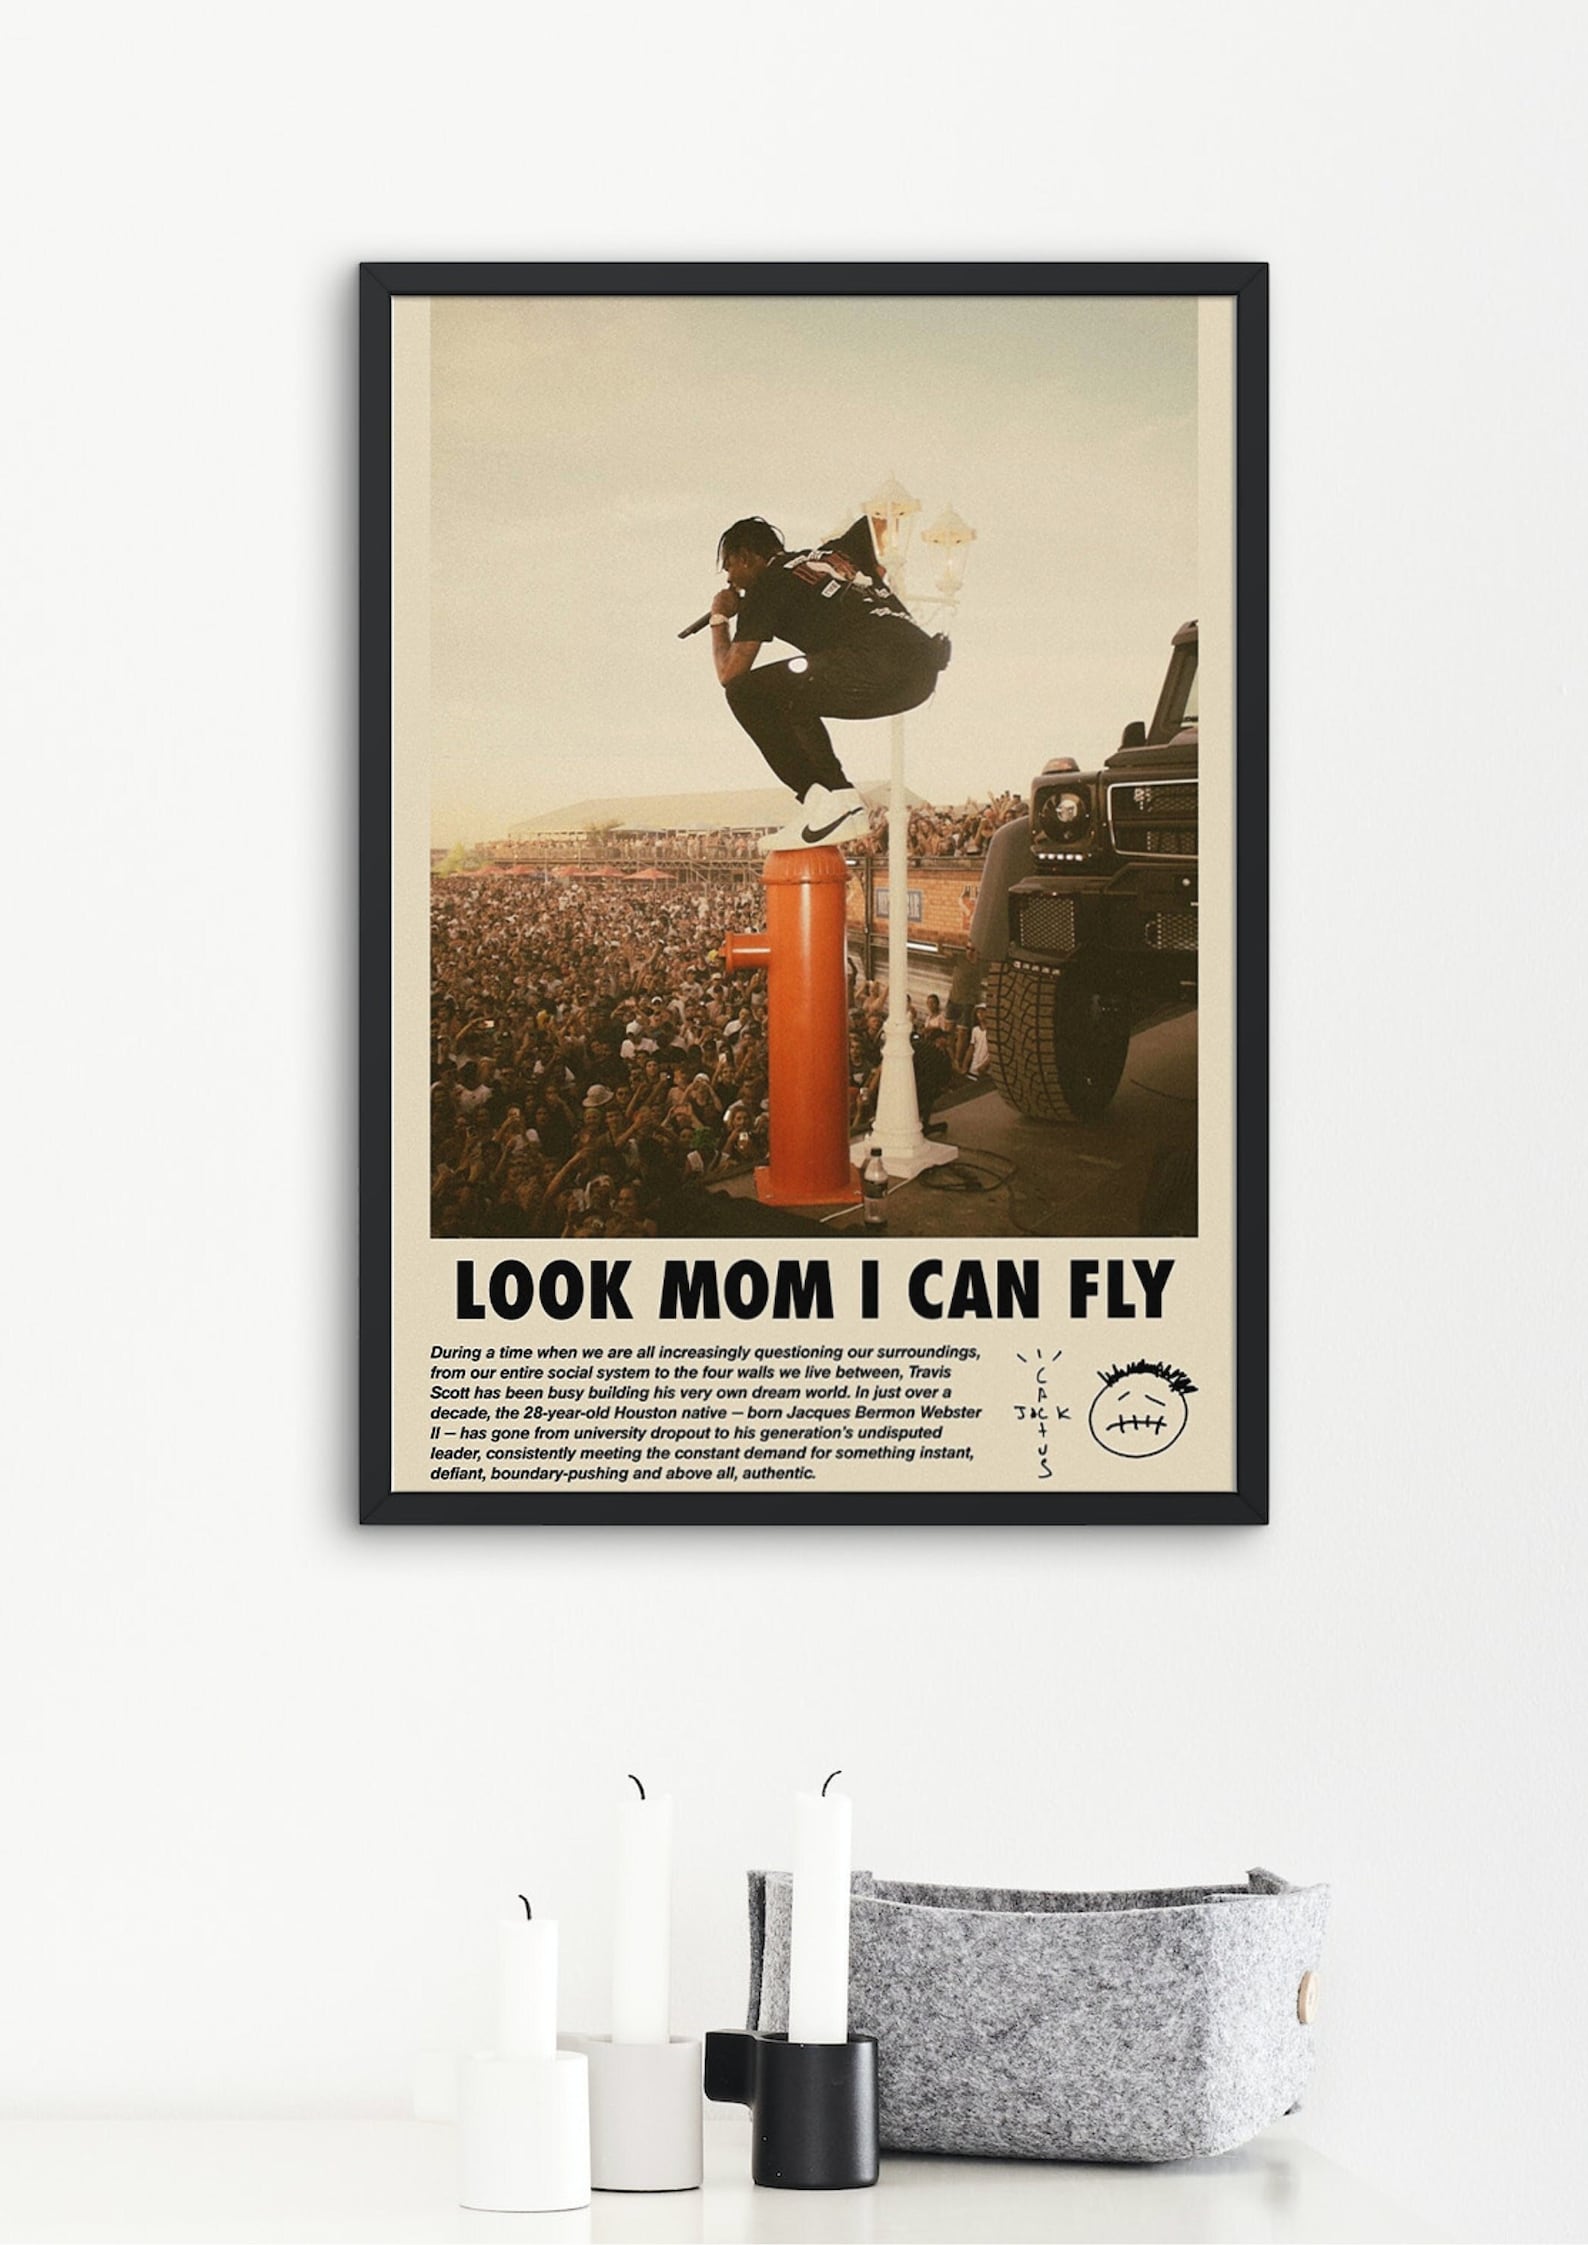 LOOK MOM I CAN FLY
During a time when we are all increasingly questioning our surroundings,
from our entire social system to the four walls we live between, Travis
Scott has been busy building his very own dream world. In just over a
decade, the 28-year-old Houston native – born Jacques Bermon Webster
II – has gone from university dropout to his generation's undisputed
leader, consistently meeting the constant demand for something instant,
defiant, boundary-pushing and above all, authentic.
CACTUS
JACK